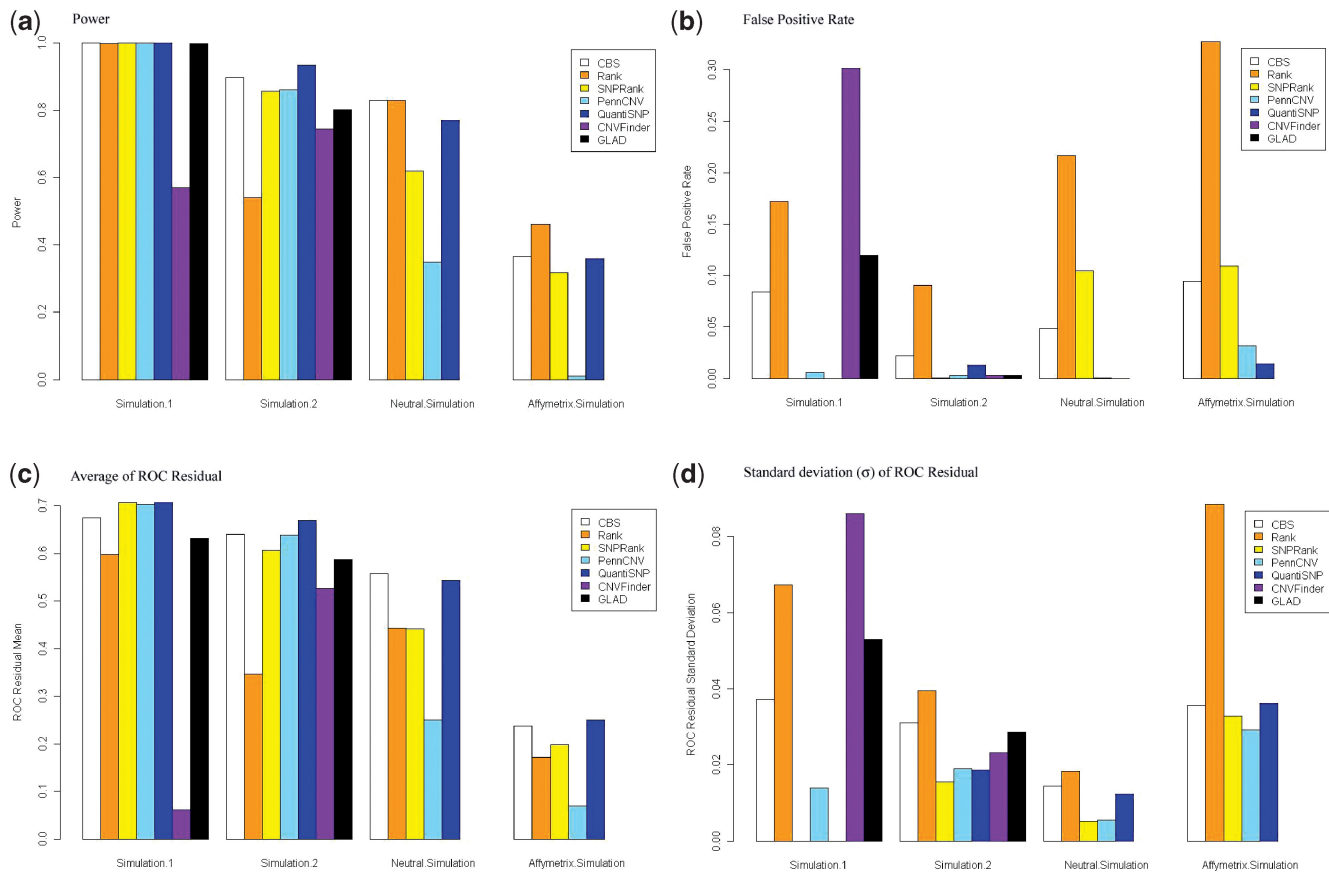 (a) Power
Power
0.0 0.2 0.4 0.6 0.8 1.0
CBS
Rank
SNPRank
PennCNV
QuantiSNP
CNVFinder
GLAD
Simulation.1 Simulation.2 Neutral.Simulation Affymetrix.Simulation
(b) False Positive Rate
False Positive Rate
0.00 0.05 0.10 0.15 0.20 0.25 0.30
CBS
Rank
SNPRank
PennCNV
QuantiSNP
CNVFinder
GLAD
Simulation.1 Simulation.2 Neutral.Simulation Affymetrix.Simulation
(c) Average of ROC Residual
ROC Residual Mean
0.0 0.1 0.2 0.3 0.4 0.5 0.6 0.7
CBS
Rank
SNPRank
PennCNV
QuantiSNP
CNVFinder
GLAD
Simulation.1 Simulation.2 Neutral.Simulation Affymetrix.Simulation
(d) Standard deviation (σ) of ROC Residual
ROC Residual Standard Deviation
0.00 0.02 0.04 0.06 0.08
CBS
Rank
SNPRank
PennCNV
QuantiSNP
CNVFinder
GLAD
Simulation.1 Simulation.2 Neutral.Simulation Affymetrix.Simulation